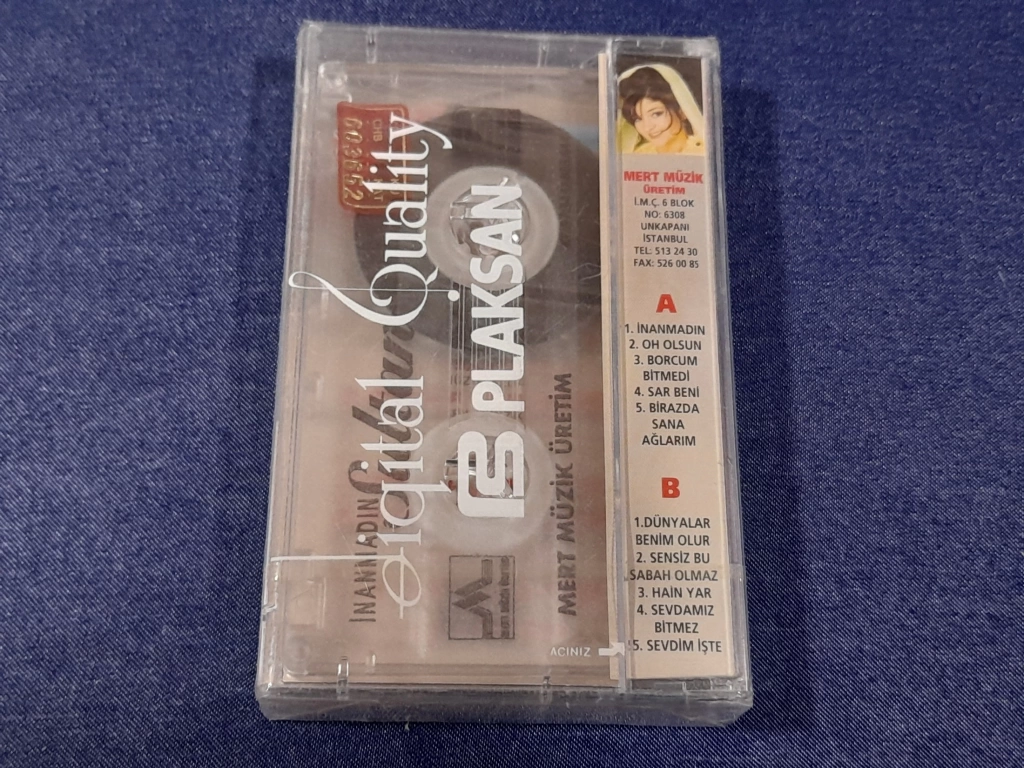 MERT MÜZİK
ÜRETİM
İ.M.Ç. 6 BLOK
NO: 6308
UNKAPANI
İSTANBUL
TEL: 513 24 30
FAX: 526 00 85
A
1. İNANMADIN
2. OH OLSUN
3. BORCUM
BİTMEDİ
4. SAR BENİ
5. BİRAZDA
SANA
AĞLARIM
B
1.DÜNYALAR
BENİM OLUR
2. SENSİZ BU
SABAH OLMAZ
3. HAİN YAR
4. SEVDAMIZ
BİTMEZ
5. SEVDİM İŞTE
603652
İNANMADIN
Digital Quality
PLAKSAN
MERT MÜZİK ÜRETİM
AÇINIZ